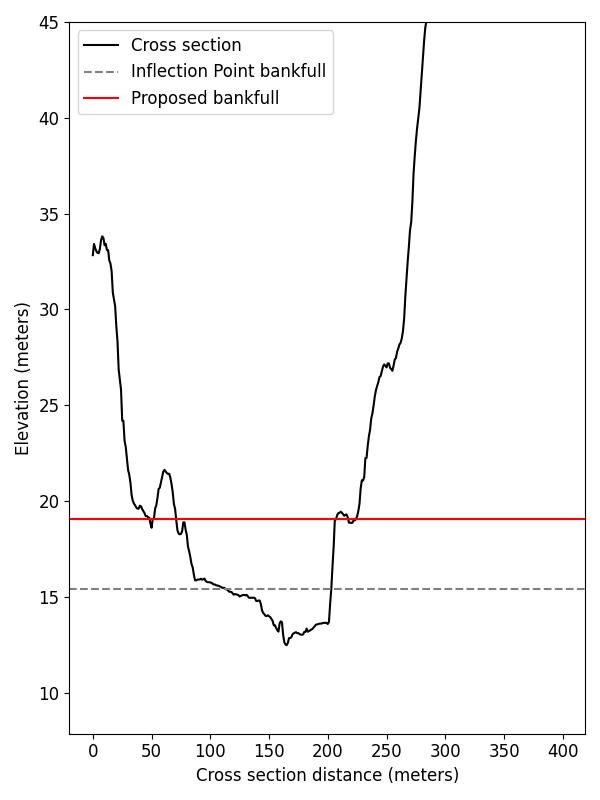 Cross section
Inflection Point bankfull
Proposed bankfull
45
40
35
30
25
20
15
10
Elevation (meters)
0 50 100 150 200 250 300 350 400
Cross section distance (meters)